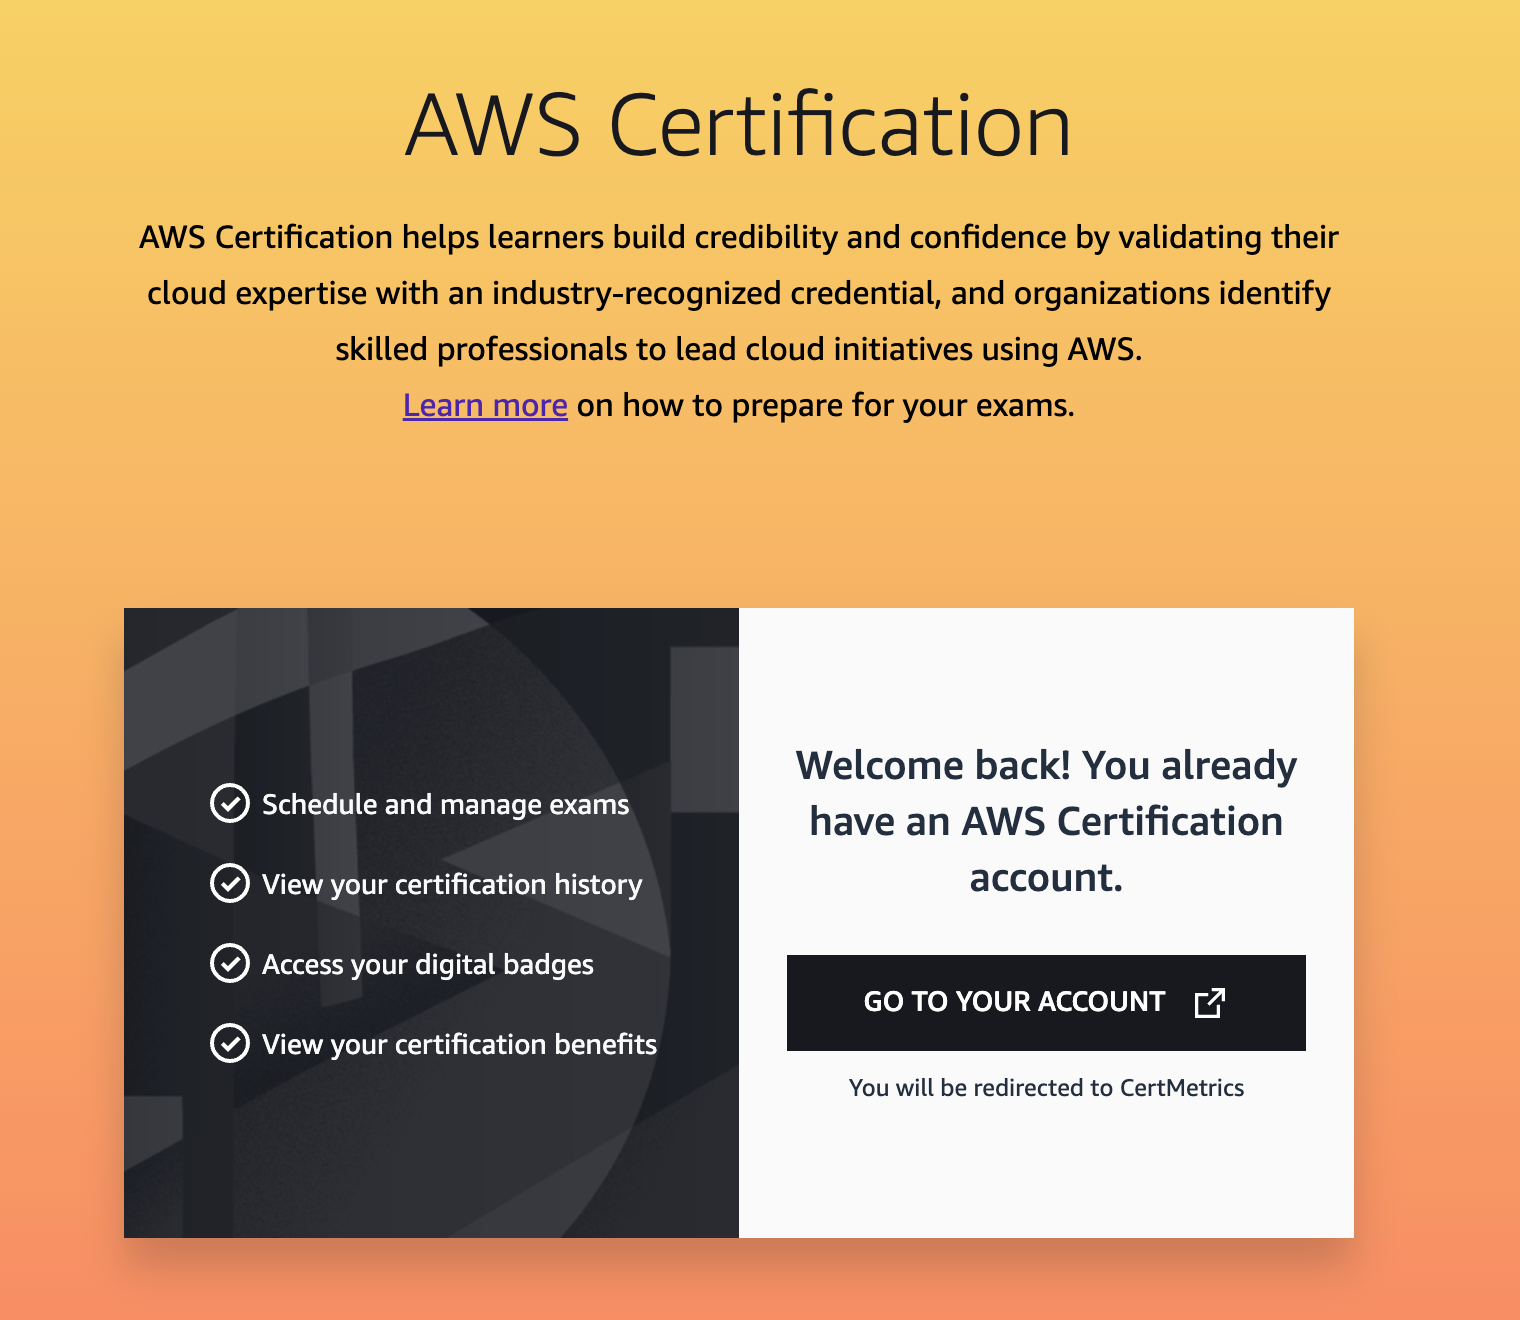 AWS Certification
AWS Certification helps learners build credibility and confidence by validating their
cloud expertise with an industry-recognized credential, and organizations identify
skilled professionals to lead cloud initiatives using AWS.
Learn more on how to prepare for your exams.
Schedule and manage exams
View your certification history
Access your digital badges
View your certification benefits
Welcome back! You already
have an AWS Certification
account.
GO TO YOUR ACCOUNT
You will be redirected to CertMetrics